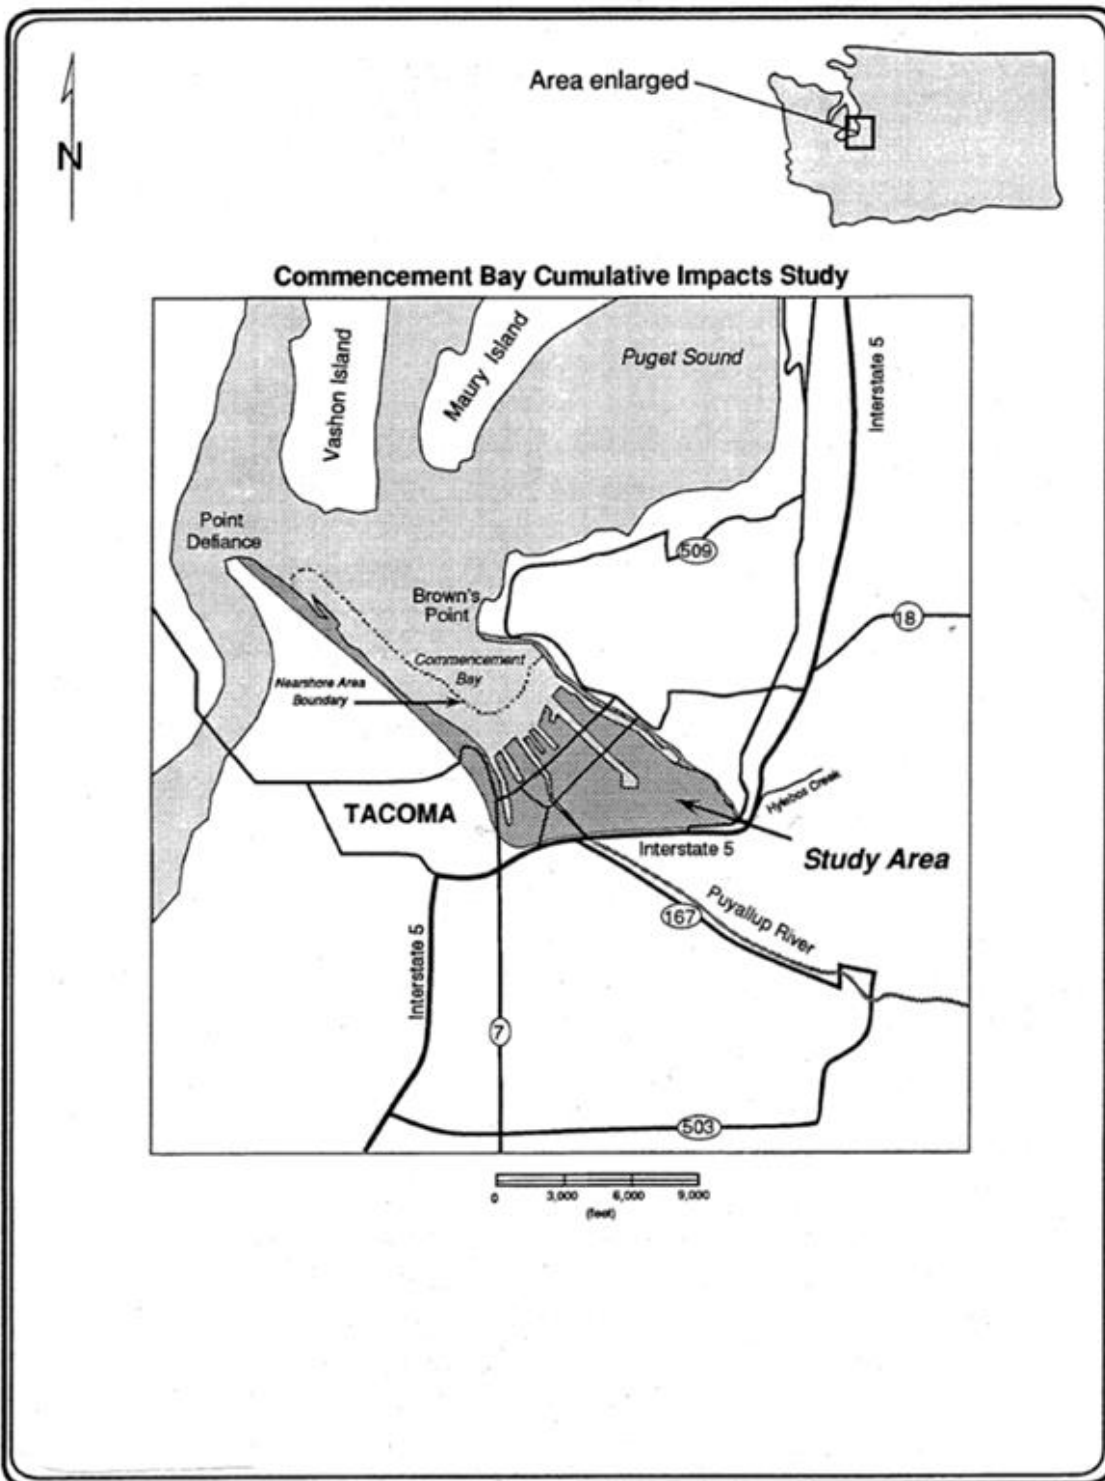 N
Area enlarged
Commencement Bay Cumulative Impacts Study
Vashon Island
Maury Island
Puget Sound
Interstate 5
Point
Defiance
509
Brown's
Point
18
Commencement
Bay
Nearshore Area
Boundary
Hylebos Creek
TACOMA
Interstate 5
Study Area
Puyallup River
167
Interstate 5
7
503
0 3,000 6,000 9,000
(feet)